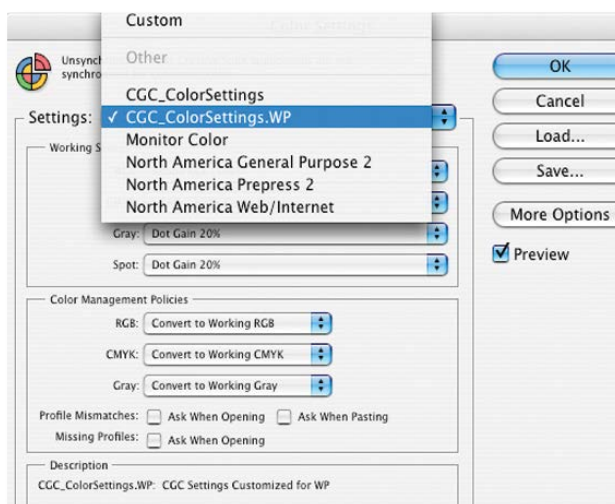 Custom
Color Settings
Other
Unsynch
synchro
CGC_ColorSettings
Settings: ✓ CGC_ColorSettings.WP
Monitor Color
Working S
North America General Purpose 2
North America Prepress 2
North America Web/Internet
Gray: Dot Gain 20%
Spot: Dot Gain 20%
Color Management Policies
RGB: Convert to Working RGB
CMYK: Convert to Working CMYK
Gray: Convert to Working Gray
Profile Mismatches: Ask When Opening Ask When Pasting
Missing Profiles: Ask When Opening
Description
CGC_ColorSettings.WP: CGC Settings Customized for WP
OK
Cancel
Load...
Save...
More Options
Preview